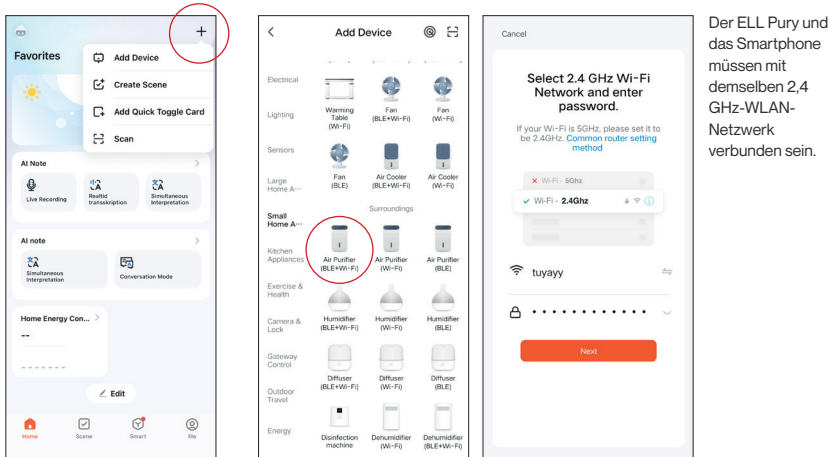 +
Favorites
Add Device
Create Scene
Add Quick Toggle Card
Scan
AI Note
Live Recording
Realtid
transskription
Simultaneous
Interpretation
AI note
Simultaneous
Interpretation
Conversation Mode
Home Energy Con...
--
-------
Edit
Home
Scene
Smart
Me
Add Device
Electrical
Lighting
Sensors
Large
Home A···
Small
Home A···
Kitchen
Appliances
Exercise &
Health
Camera &
Lock
Gateway
Control
Outdoor
Travel
Energy
Warming
Table
(Wi-Fi)
Fan
(BLE+Wi-Fi)
Fan
(Wi-Fi)
Fan
(BLE)
Air Cooler
(BLE+Wi-Fi)
Air Cooler
(Wi-Fi)
Surroundings
Air Purifier
(BLE+Wi-Fi)
Air Purifier
(Wi-Fi)
Air Purifier
(BLE)
Humidifier
(BLE+Wi-Fi)
Humidifier
(Wi-Fi)
Humidifier
(BLE)
Diffuser
(BLE+Wi-Fi)
Diffuser
(Wi-Fi)
Diffuser
(BLE)
Disinfection
machine
Dehumidifier
(Wi-Fi)
Dehumidifier
(BLE+Wi-Fi)
Cancel
Select 2.4 GHz Wi-Fi
Network and enter
password.
If your Wi-Fi is 5GHz, please set it to
be 2.4GHz. Common router setting
method
Wi-Fi - 5Ghz
Wi-Fi - 2.4Ghz
tuyayy
Next
Der ELL Pury und
das Smartphone
müssen mit
demselben 2,4
GHz-WLAN-
Netzwerk
verbunden sein.